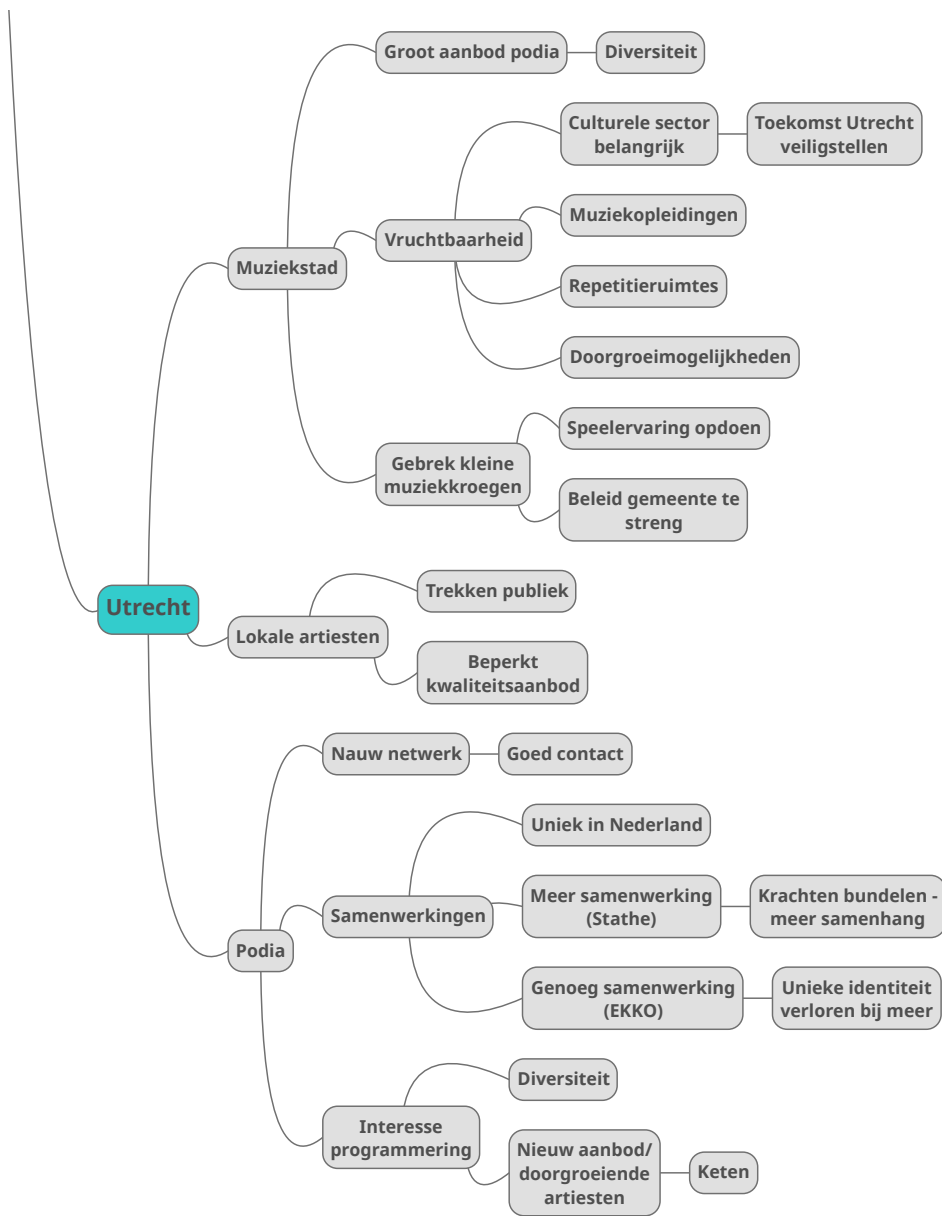 Groot aanbod podia
Diversiteit
Culturele sector
belangrijk
Toekomst Utrecht
veiligstellen
Muziekopleidingen
Vruchtbaarheid
Muziekstad
Repetitieruimtes
Doorgroeimogelijkheden
Speelervaring opdoen
Gebrek kleine
muziekkroegen
Beleid gemeente te
streng
Utrecht
Trekken publiek
Lokale artiesten
Beperkt
kwaliteitsaanbod
Nauw netwerk
Goed contact
Uniek in Nederland
Samenwerkingen
Meer samenwerking
(Stathe)
Krachten bundelen -
meer samenhang
Podia
Genoeg samenwerking
(EKKO)
Unieke identiteit
verloren bij meer
Diversiteit
Interesse
programmering
Nieuw aanbod/
doorgroeiende
artiesten
Keten